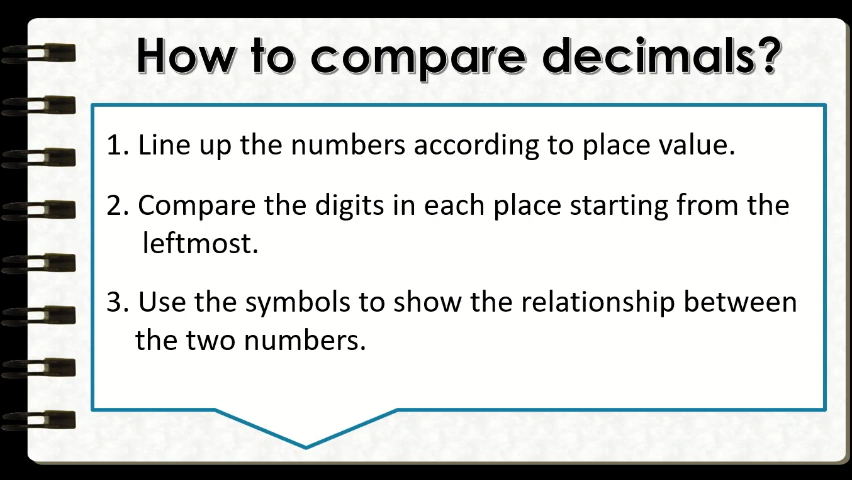 How to compare decimals?
1. Line up the numbers according to place value.
2. Compare the digits in each place starting from the
leftmost.
3. Use the symbols to show the relationship between
the two numbers.